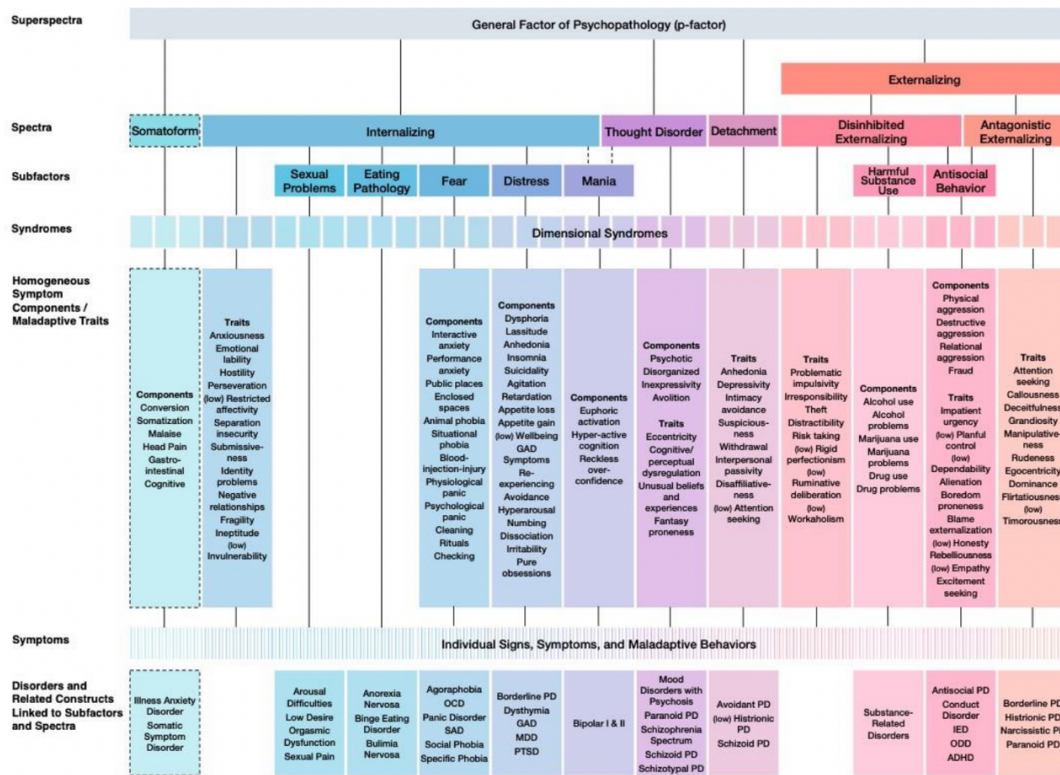 Superspectra
General Factor of Psychopathology (p-factor)
Externalizing
Spectra
Somatoform
Internalizing
Thought Disorder
Detachment
Disinhibited
Externalizing
Antagonistic
Externalizing
Subfactors
Sexual
Problems
Eating
Pathology
Fear
Distress
Mania
Harmful
Substance
Use
Antisocial
Behavior
Syndromes
Dimensional Syndromes
Homogeneous
Symptom
Components /
Maladaptive Traits
Components
Conversion
Somatization
Malaise
Head Pain
Gastro-
intestinal
Cognitive
Traits
Anxiousness
Emotional
lability
Hostility
Perseveration
(low) Restricted
affectivity
Separation
insecurity
Submissive-
ness
Identity
problems
Negative
relationships
Fragility
Ineptitude
(low)
Invulnerability
Components
Interactive
anxiety
Performance
anxiety
Public places
Enclosed
spaces
Animal phobia
Situational
phobia
Blood-
injection-injury
Physiological
panic
Psychological
panic
Cleaning
Rituals
Checking
Components
Dysphoria
Lassitude
Anhedonia
Insomnia
Suicidality
Agitation
Retardation
Appetite loss
Appetite gain
(low) Wellbeing
GAD
Symptoms
Re-
experiencing
Avoidance
Hyperarousal
Numbing
Dissociation
Irritability
Pure
obsessions
Components
Euphoric
activation
Hyper-active
cognition
Reckless
over-
confidence
Components
Psychotic
Disorganized
Inexpressivity
Avolition
Traits
Eccentricity
Cognitive/
perceptual
dysregulation
Unusual beliefs
and
experiences
Fantasy
proneness
Traits
Anhedonia
Depressivity
Intimacy
avoidance
Suspicious-
ness
Withdrawal
Interpersonal
passivity
Disaffiliative-
ness
(low) Attention
seeking
Traits
Problematic
impulsivity
Irresponsibility
Theft
Distractibility
Risk taking
(low) Rigid
perfectionism
(low)
Ruminative
deliberation
(low)
Workaholism
Components
Alcohol use
Alcohol
problems
Marijuana use
Marijuana
problems
Drug use
Drug problems
Components
Physical
aggression
Destructive
aggression
Relational
aggression
Fraud
Traits
Impatient
urgency
(low) Planful
control
(low)
Dependability
Alienation
Boredom
proneness
Blame
externalization
(low) Honesty
Rebelliousness
(low) Empathy
Excitement
seeking
Traits
Attention
seeking
Callousness
Deceitfulness
Grandiosity
Manipulative-
ness
Rudeness
Egocentricity
Dominance
Flirtatiousness
(low)
Timorousness
Symptoms
Individual Signs, Symptoms, and Maladaptive Behaviors
Disorders and
Related Constructs
Linked to Subfactors
and Spectra
Illness Anxiety
Disorder
Somatic
Symptom
Disorder
Arousal
Difficulties
Low Desire
Orgasmic
Dysfunction
Sexual Pain
Anorexia
Nervosa
Binge Eating
Disorder
Bulimia
Nervosa
Agoraphobia
OCD
Panic Disorder
SAD
Social Phobia
Specific Phobia
Borderline PD
Dysthymia
GAD
MDD
PTSD
Bipolar I & II
Mood
Disorders with
Psychosis
Paranoid PD
Schizophrenia
Spectrum
Schizoid PD
Schizotypal PD
Avoidant PD
(low) Histrionic
PD
Schizoid PD
Substance-
Related
Disorders
Antisocial PD
Conduct
Disorder
IED
ODD
ADHD
Borderline PD
Histrionic PD
Narcissistic PD
Paranoid PD